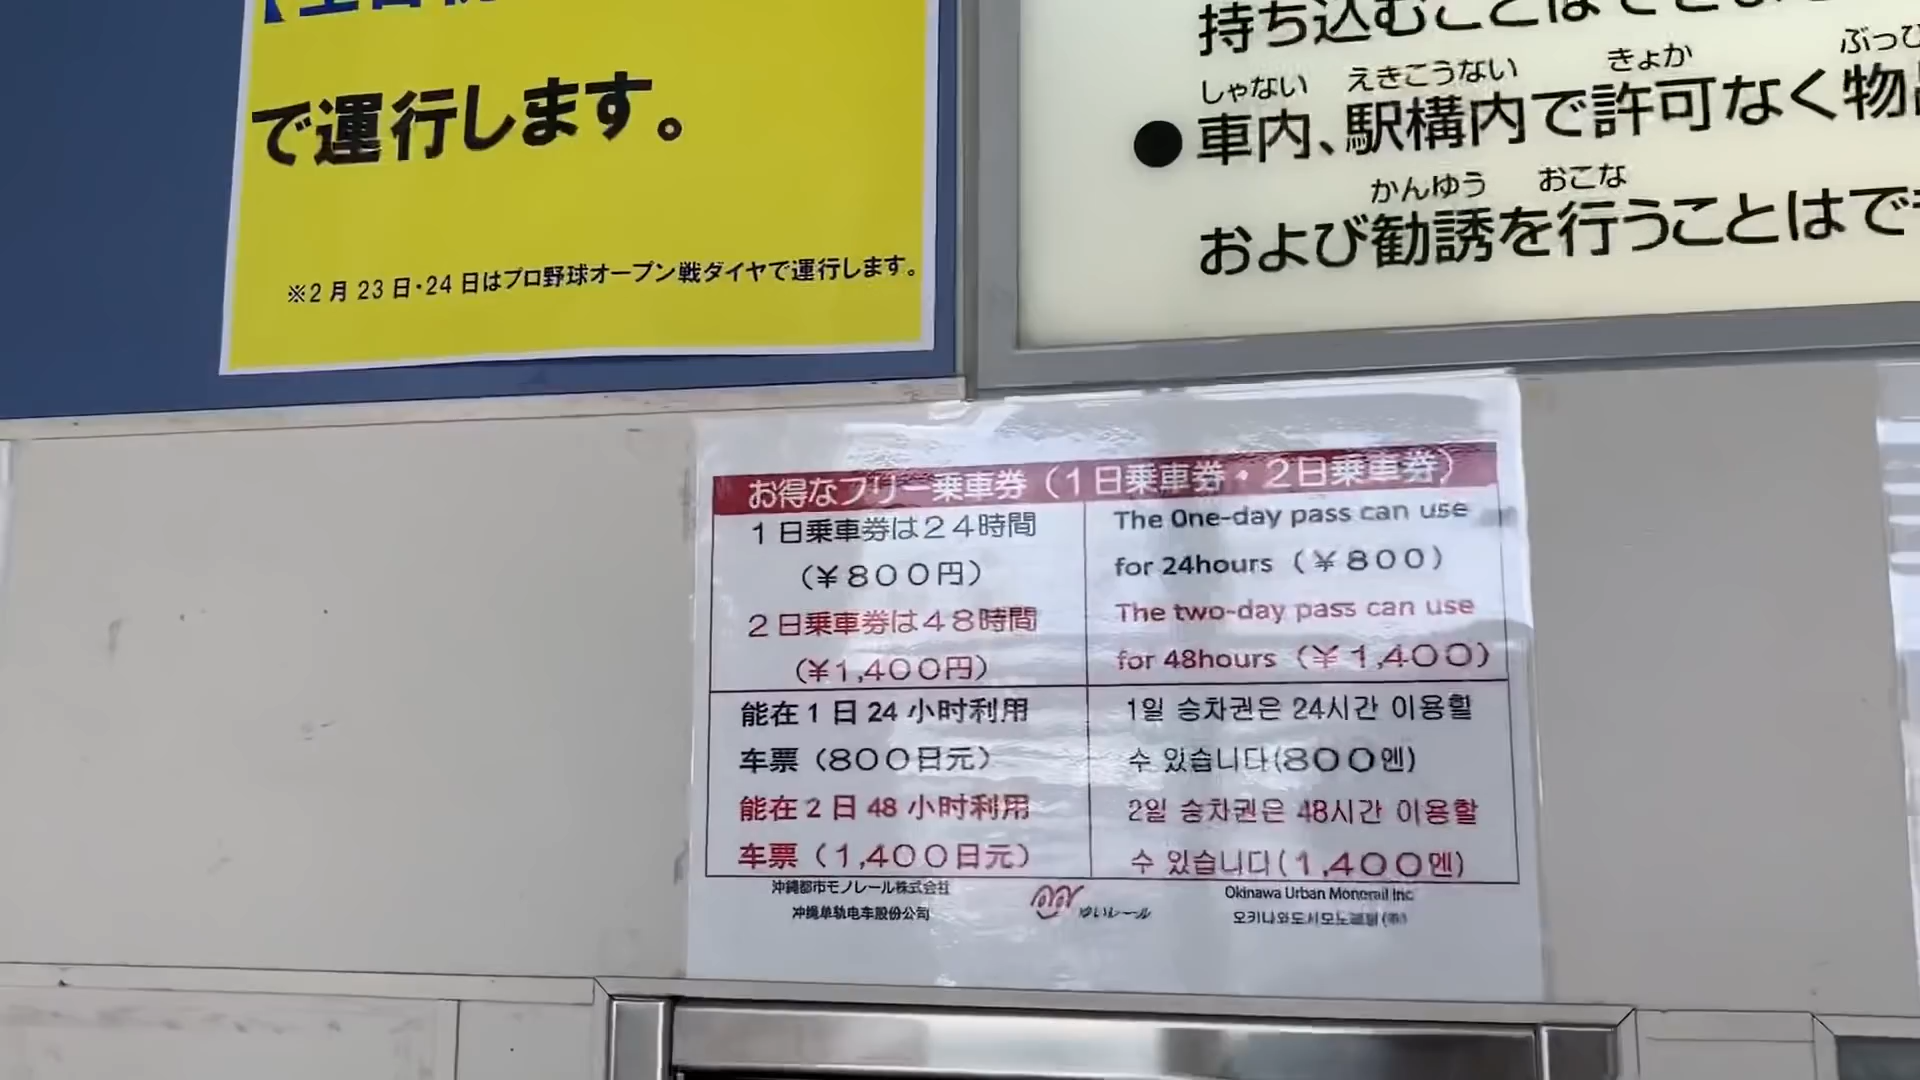 で運行します。
※2月23日・24日はプロ野球オープン戦ダイヤで運行します。
持ち込むことは
しゃない えきこうない きょか ぶっぴ
●車内、駅構内で許可なく物
かんゆう おこな
および勧誘を行うことはで
お得なフリー乗車券（1日乗車券・2日乗車券）
1日乗車券は24時間
（¥800円）
2日乗車券は48時間
（¥1,400円）
The One-day pass can use
for 24hours（¥800）
The two-day pass can use
for 48hours（¥1,400）
能在1日24小时利用
车票（800日元）
能在2日48小时利用
车票（1,400日元）
1일 승차권은 24시간 이용할
수 있습니다(800엔)
2일 승차권은 48시간 이용할
수 있습니다(1,400엔)
沖縄都市モノレール株式会社
冲绳单轨电车股份公司
ゆいレール
Okinawa Urban Monorail Inc